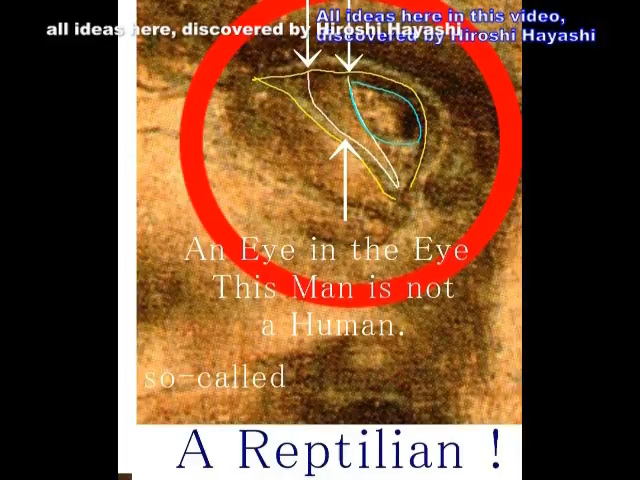 all ideas here, discovered by Hiroshi Hayashi
All ideas here in this video,
discovered by Hiroshi Hayashi
An Eye in the Eye
This Man is not
a Human.
so-called
A Reptilian !